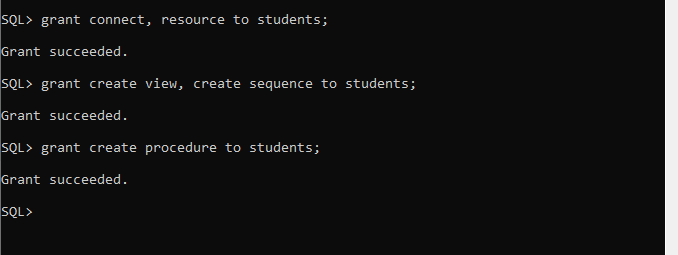 SQL> grant connect, resource to students;
Grant succeeded.
SQL> grant create view, create sequence to students;
Grant succeeded.
SQL> grant create procedure to students;
Grant succeeded.
SQL>